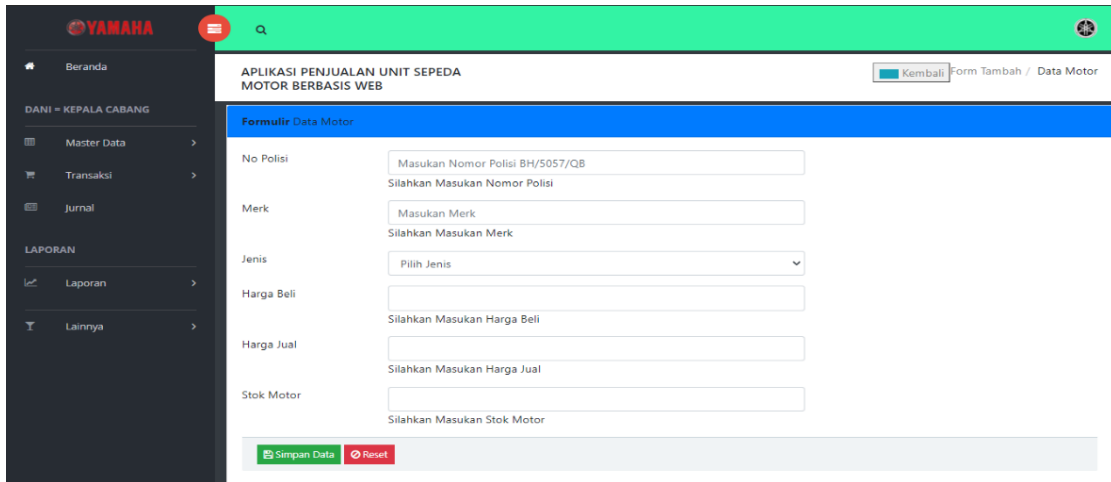 YAMAHA
Beranda
DANI = KEPALA CABANG
Master Data
Transaksi
Jurnal
LAPORAN
Laporan
Lainnya
APLIKASI PENJUALAN UNIT SEPEDA
MOTOR BERBASIS WEB
Kembali Form Tambah / Data Motor
Formulir Data Motor
No Polisi
Masukan Nomor Polisi BH/5057/QB
Silahkan Masukan Nomor Polisi
Merk
Masukan Merk
Silahkan Masukan Merk
Jenis
Pilih Jenis
Harga Beli
Silahkan Masukan Harga Beli
Harga Jual
Silahkan Masukan Harga Jual
Stok Motor
Silahkan Masukan Stok Motor
Simpan Data Reset